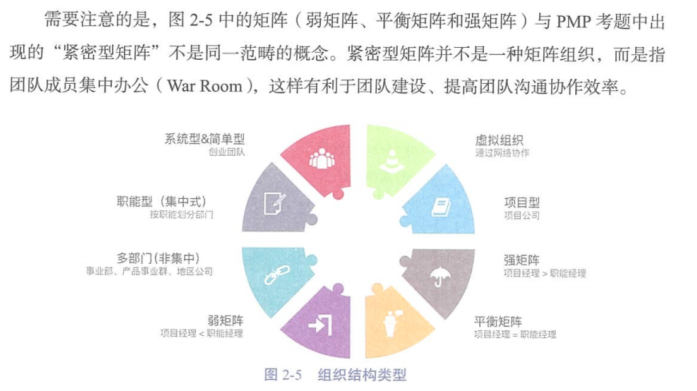 需要注意的是，图 2-5 中的矩阵（弱矩阵、平衡矩阵和强矩阵）与 PMP 考题中出
现的“紧密型矩阵”不是同一范畴的概念。紧密型矩阵并不是一种矩阵组织，而是指
团队成员集中办公（War Room），这样有利于团队建设、提高团队沟通协作效率。
系统型&简单型
创业团队
虚拟组织
通过网络协作
职能型（集中式）
按职能划分部门
项目型
项目公司
多部门(非集中)
事业部、产品事业群、地区公司
强矩阵
项目经理 > 职能经理
弱矩阵
项目经理 < 职能经理
平衡矩阵
项目经理 = 职能经理
图 2-5 组织结构类型